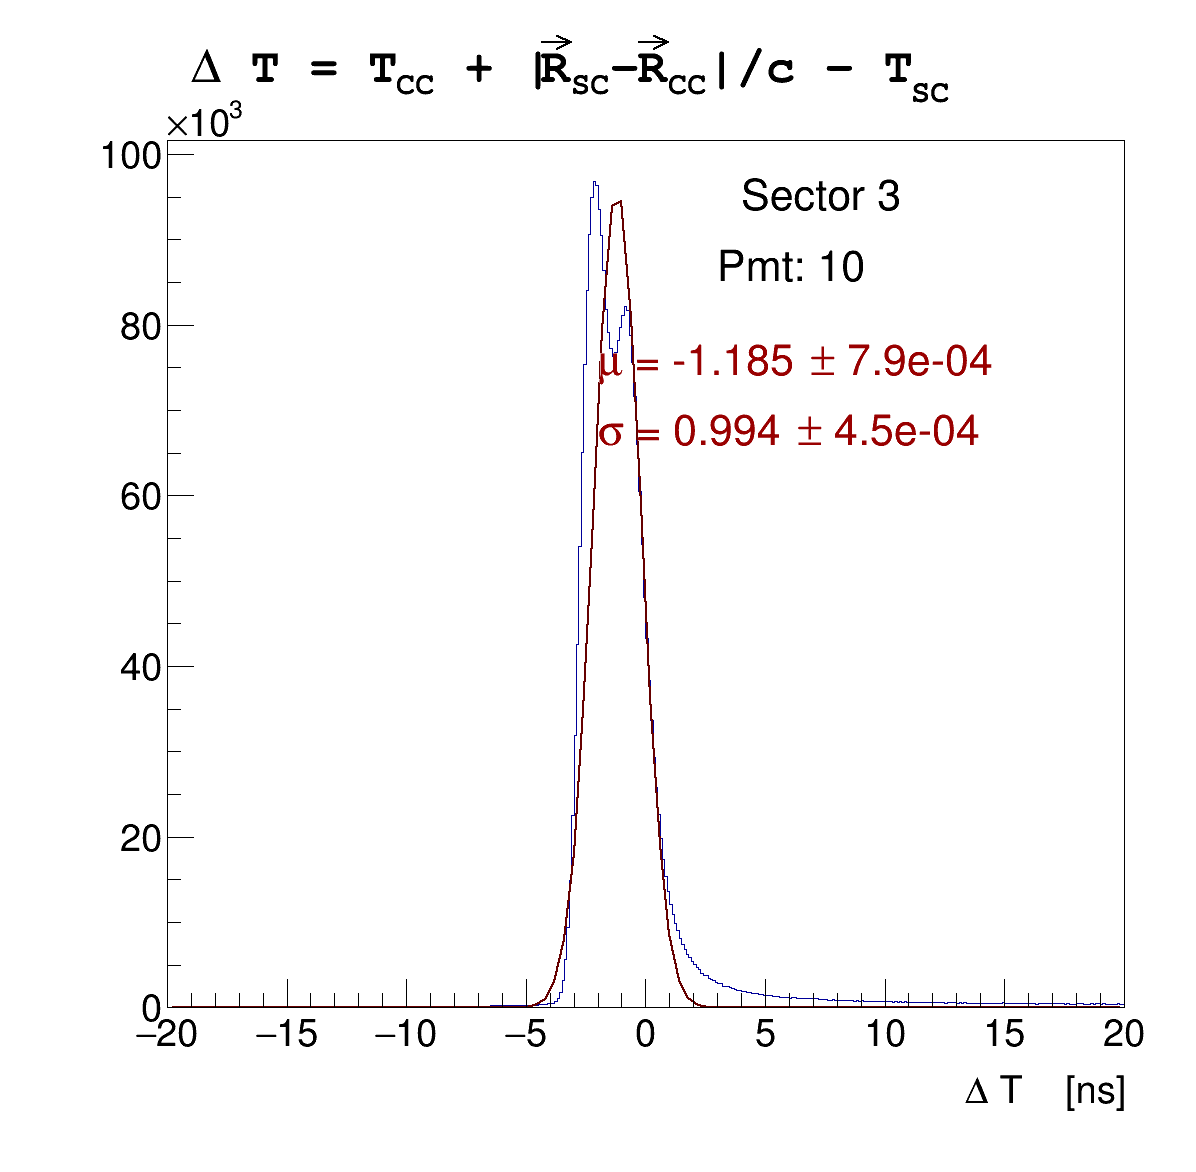 Δ T = T_CC + |R⃗_SC−R⃗_CC|/c − T_SC
×10³
100
80
60
40
20
0
Sector 3
Pmt: 10
μ = -1.185 ± 7.9e-04
σ = 0.994 ± 4.5e-04
−20 −15 −10 −5 0 5 10 15 20
Δ T [ns]